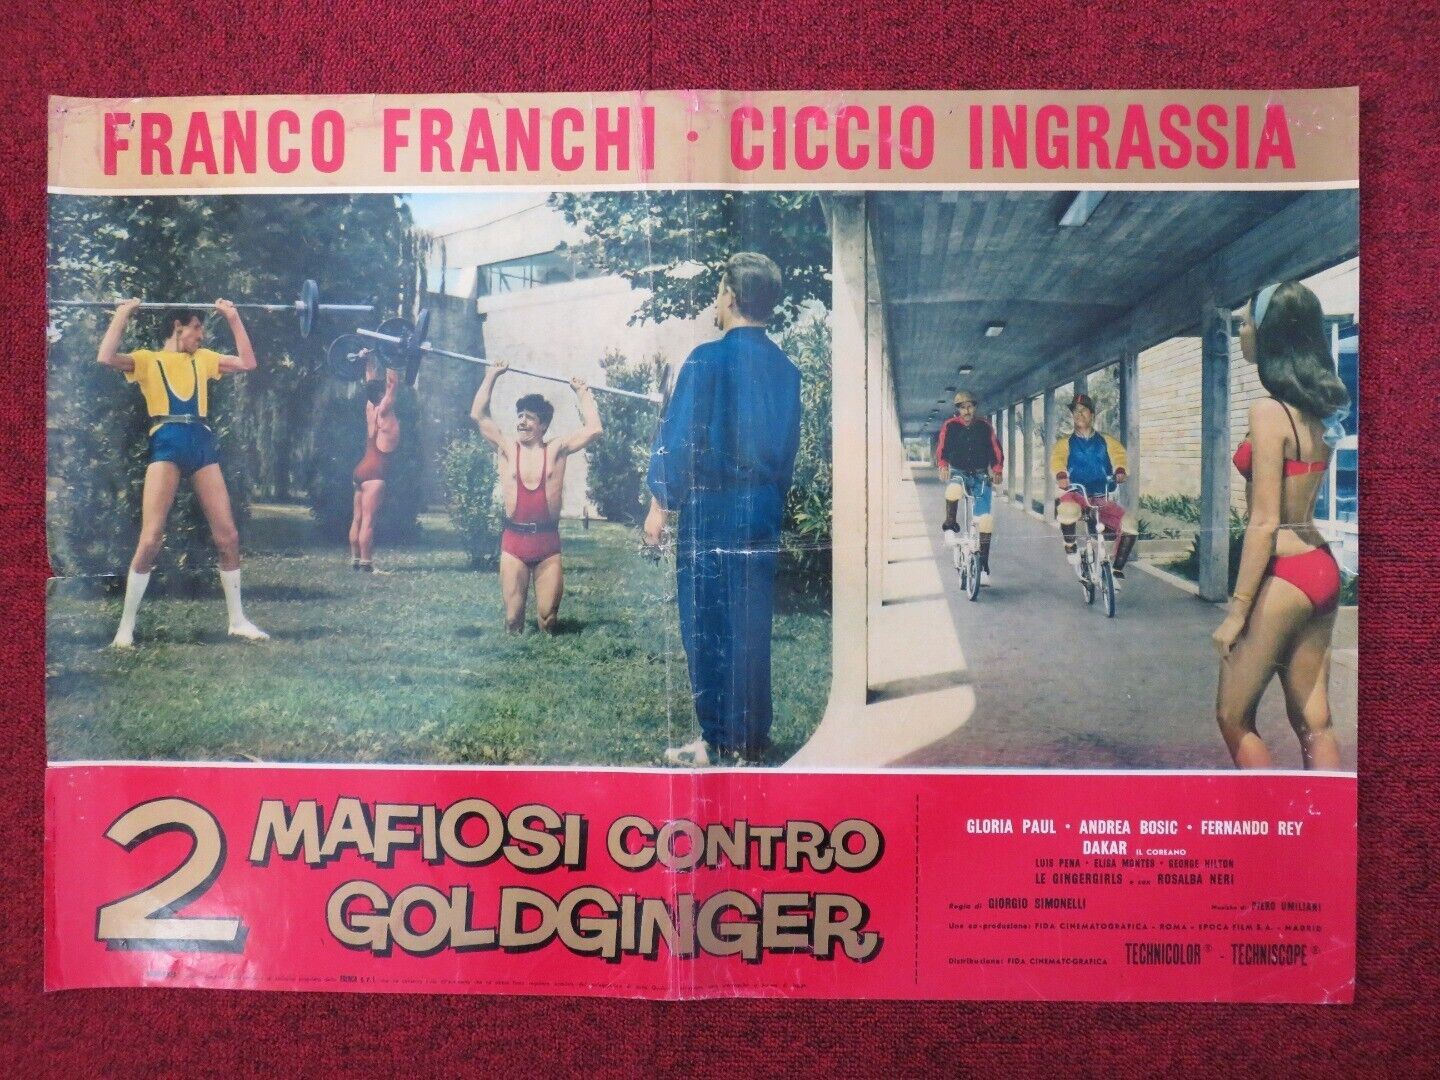 FRANCO FRANCHI · CICCIO INGRASSIA
2 MAFIOSI CONTRO
GOLDGINGER
GLORIA PAUL · ANDREA BOSIC · FERNANDO REY
DAKAR IL COREANO
LUIS PENA · ELISA MONTES · GEORGE HILTON
LE GINGERGIRLS e con ROSALBA NERI
Regia di GIORGIO SIMONELLI Musiche di PIERO UMILIANI
Una co-produzione: FIDA CINEMATOGRAFICA - ROMA - EPOCA FILM S.A. - MADRID
Distribuzione: FIDA CINEMATOGRAFICA TECHNICOLOR® - TECHNISCOPE®